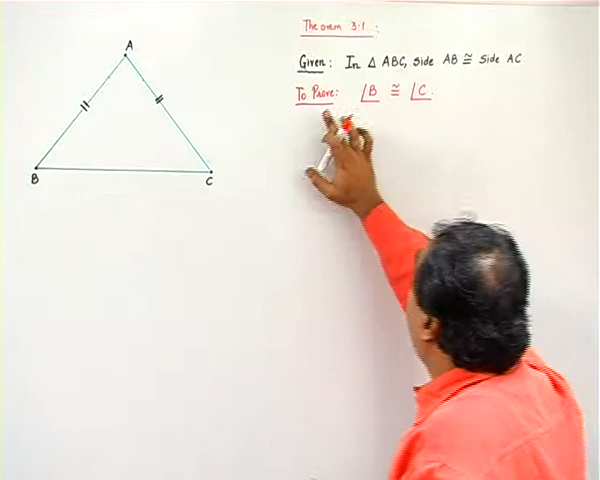 Theorem 3.1.:
Given: In △ ABC, side AB ≅ Side AC
To Prove: ∠B ≅ ∠C.
A
B
C